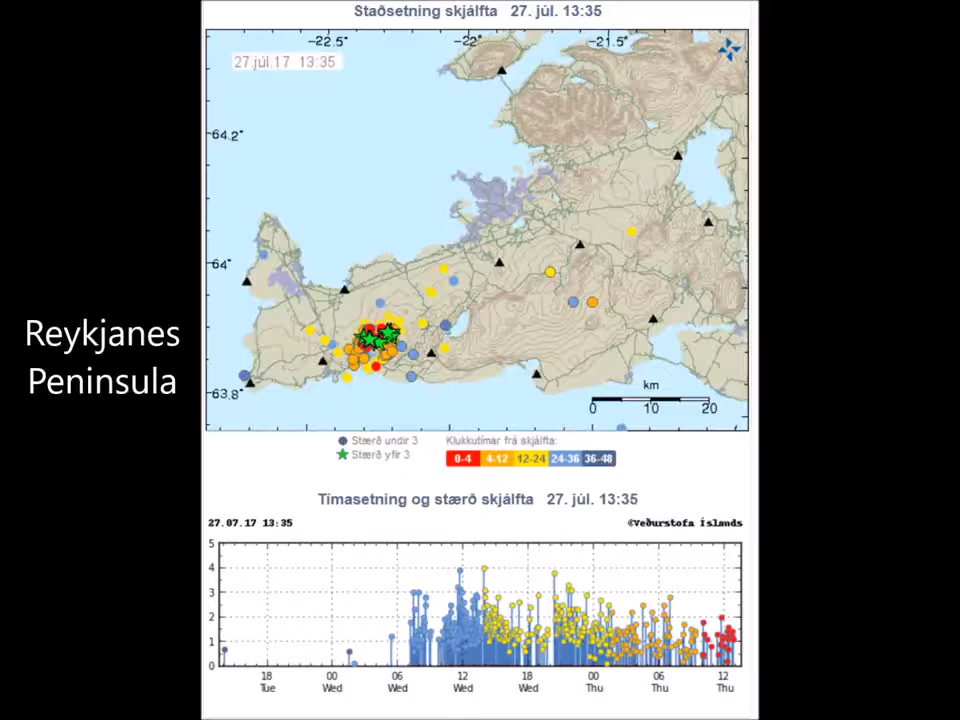 Staðsetning skjálfta 27. júl. 13:35
-22.5°
-22°
-21.5°
27.júl.17 13:35
64.2°
64°
63.8°
Reykjanes
Peninsula
km
0 10 20
Stærð undir 3
Stærð yfir 3
Klukkutímar frá skjálfta:
0-4 4-12 12-24 24-36 36-48
Tímasetning og stærð skjálfta 27. júl. 13:35
27.07.17 13:35
©Veðurstofa Íslands
5
4
3
2
1
0
18 00 06 12 18 00 06 12
Tue Wed Wed Wed Wed Thu Thu Thu